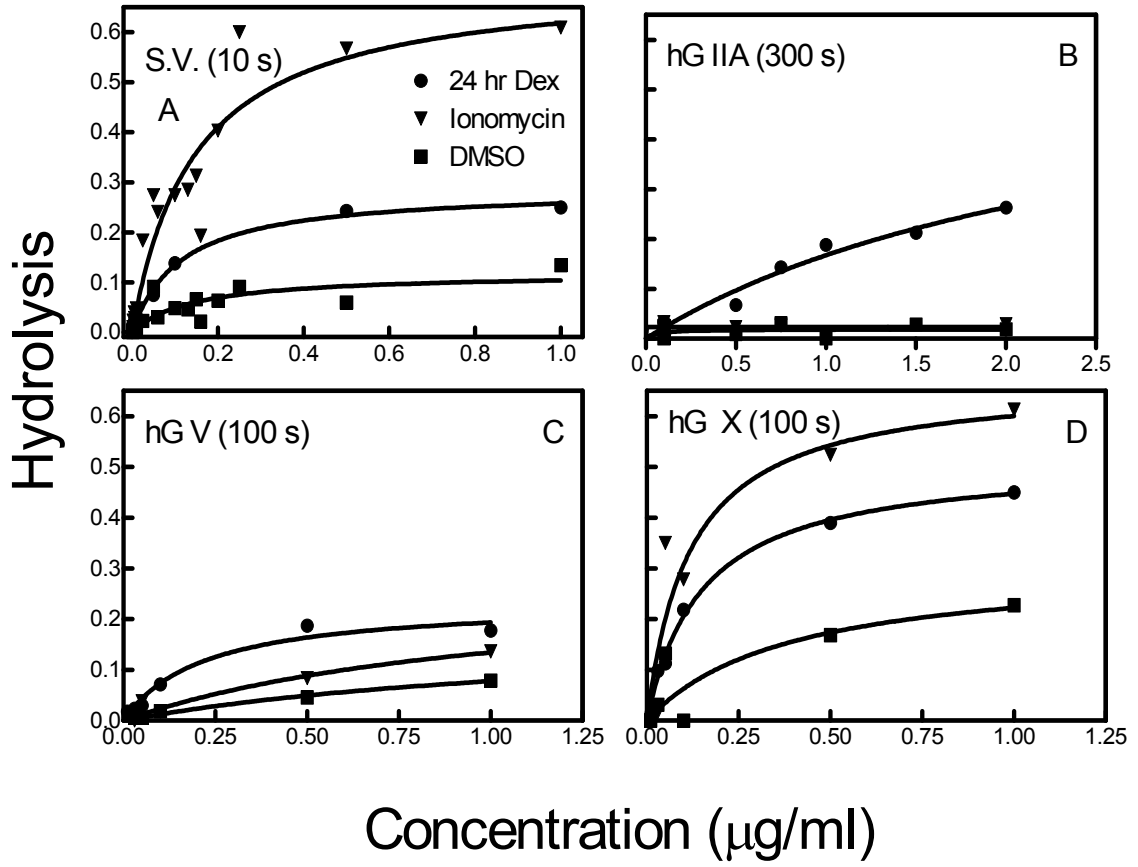 Hydrolysis
0.6
0.5
0.4
0.3
0.2
0.1
0.0
S.V. (10 s)
A
24 hr Dex
Ionomycin
DMSO
0.0 0.2 0.4 0.6 0.8 1.0
hG IIA (300 s)
B
0.0 0.5 1.0 1.5 2.0 2.5
0.6
0.5
0.4
0.3
0.2
0.1
0.0
hG V (100 s)
C
0.00 0.25 0.50 0.75 1.00 1.25
hG X (100 s)
D
0.00 0.25 0.50 0.75 1.00 1.25
Concentration (μg/ml)